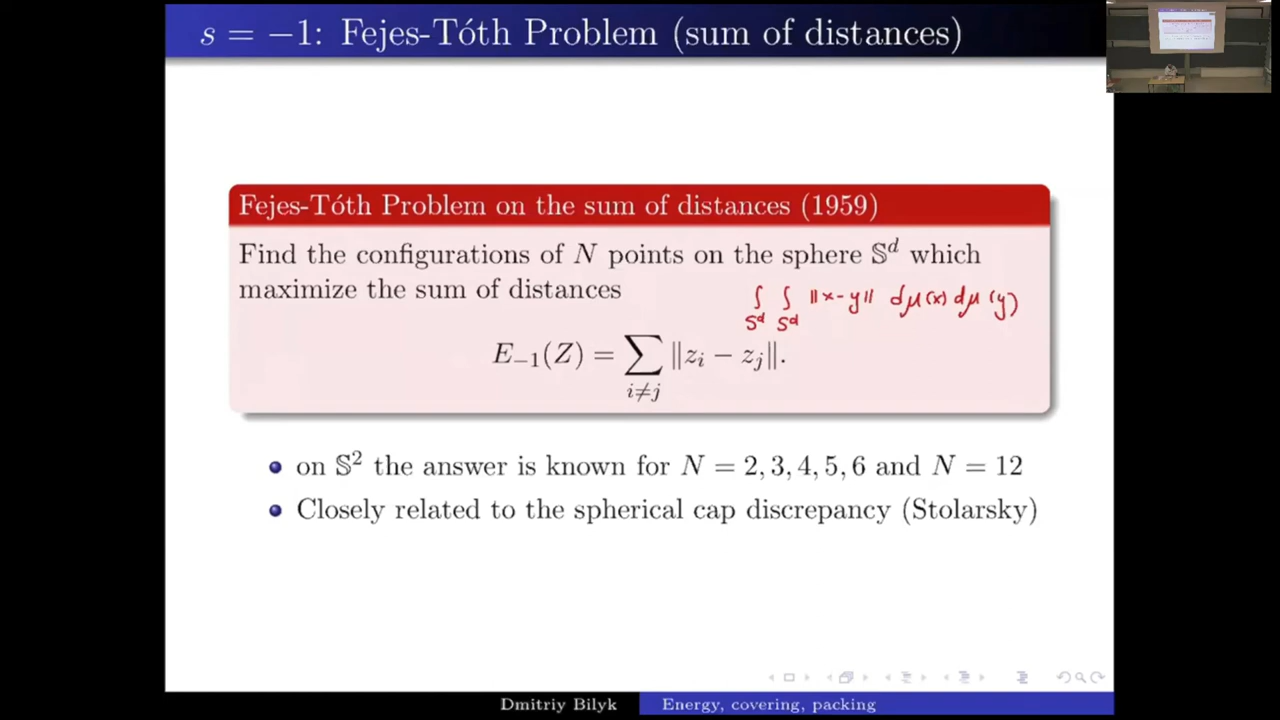 s = −1: Fejes-Tóth Problem (sum of distances)
Fejes-Tóth Problem on the sum of distances (1959)
Find the configurations of N points on the sphere 𝕊^d which
maximize the sum of distances
∫_{S^d} ∫_{S^d} ‖x-y‖ dμ(x) dμ(y)
E_{−1}(Z) = ∑_{i≠j} ‖z_i − z_j‖.
• on 𝕊² the answer is known for N = 2, 3, 4, 5, 6 and N = 12
• Closely related to the spherical cap discrepancy (Stolarsky)
Dmitriy Bilyk Energy, covering, packing